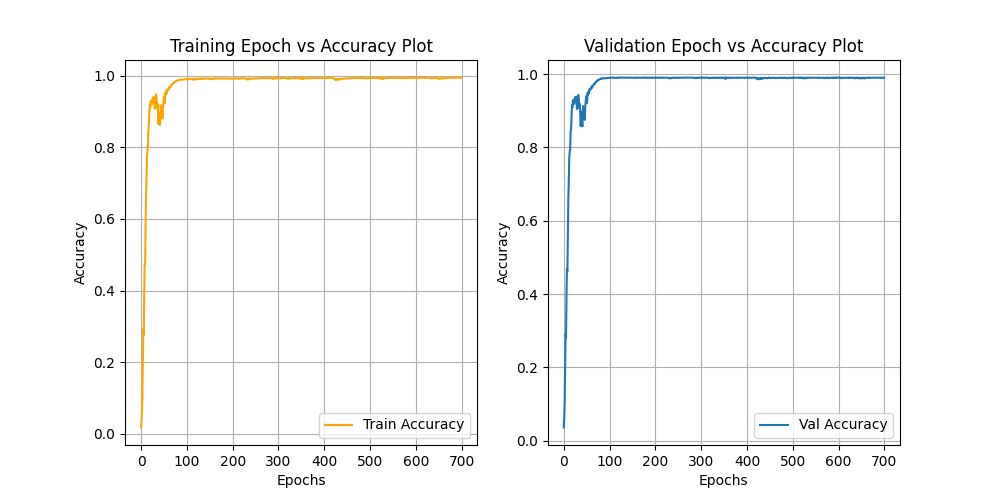 Training Epoch vs Accuracy Plot
Accuracy
1.0
0.8
0.6
0.4
0.2
0.0
Train Accuracy
0 100 200 300 400 500 600 700
Epochs
Validation Epoch vs Accuracy Plot
Accuracy
1.0
0.8
0.6
0.4
0.2
0.0
Val Accuracy
0 100 200 300 400 500 600 700
Epochs